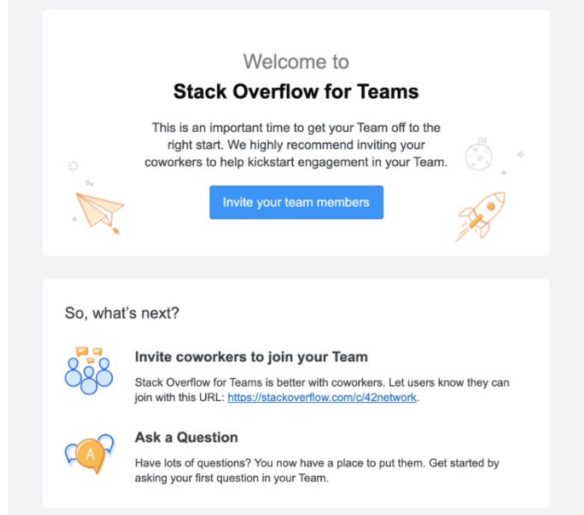 Welcome to
Stack Overflow for Teams
This is an important time to get your Team off to the
right start. We highly recommend inviting your
coworkers to help kickstart engagement in your Team.
Invite your team members
So, what's next?
Invite coworkers to join your Team
Stack Overflow for Teams is better with coworkers. Let users know they can
join with this URL: https://stackoverflow.com/c/42network.
A
Ask a Question
Have lots of questions? You now have a place to put them. Get started by
asking your first question in your Team.